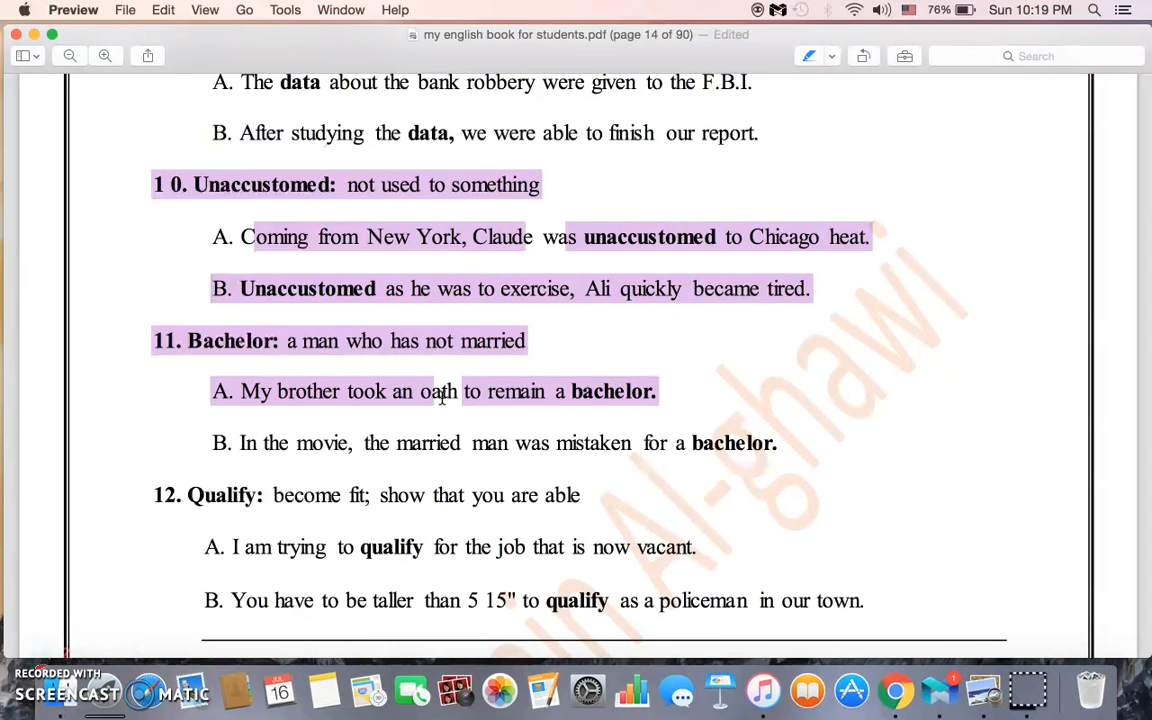 Preview File Edit View Go Tools Window Help 76% Sun 10:19 PM
my english book for students.pdf (page 14 of 90) — Edited
Search
A. The data about the bank robbery were given to the F.B.I.
B. After studying the data, we were able to finish our report.
1 0. Unaccustomed: not used to something
A. Coming from New York, Claude was unaccustomed to Chicago heat.
B. Unaccustomed as he was to exercise, Ali quickly became tired.
11. Bachelor: a man who has not married
A. My brother took an oath to remain a bachelor.
B. In the movie, the married man was mistaken for a bachelor.
12. Qualify: become fit; show that you are able
A. I am trying to qualify for the job that is now vacant.
B. You have to be taller than 5 15" to qualify as a policeman in our town.
in Al-ghawi
RECORDED WITH
SCREENCAST MATIC
JUL
16
1